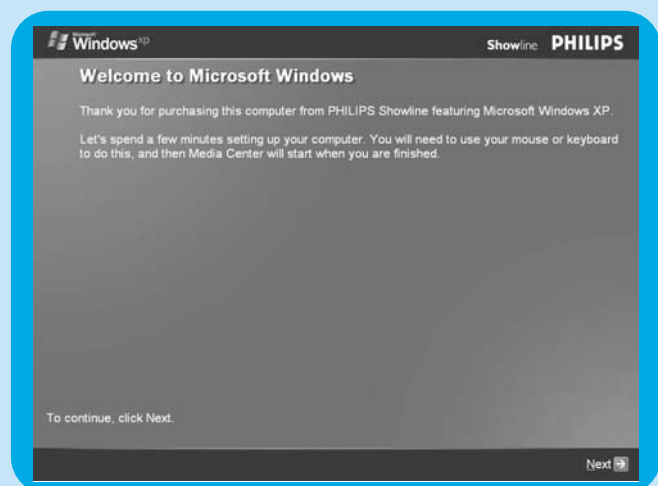 Microsoft
Windows xp
Showline PHILIPS
Welcome to Microsoft Windows
Thank you for purchasing this computer from PHILIPS Showline featuring Microsoft Windows XP.
Let's spend a few minutes setting up your computer. You will need to use your mouse or keyboard
to do this, and then Media Center will start when you are finished.
To continue, click Next.
Next